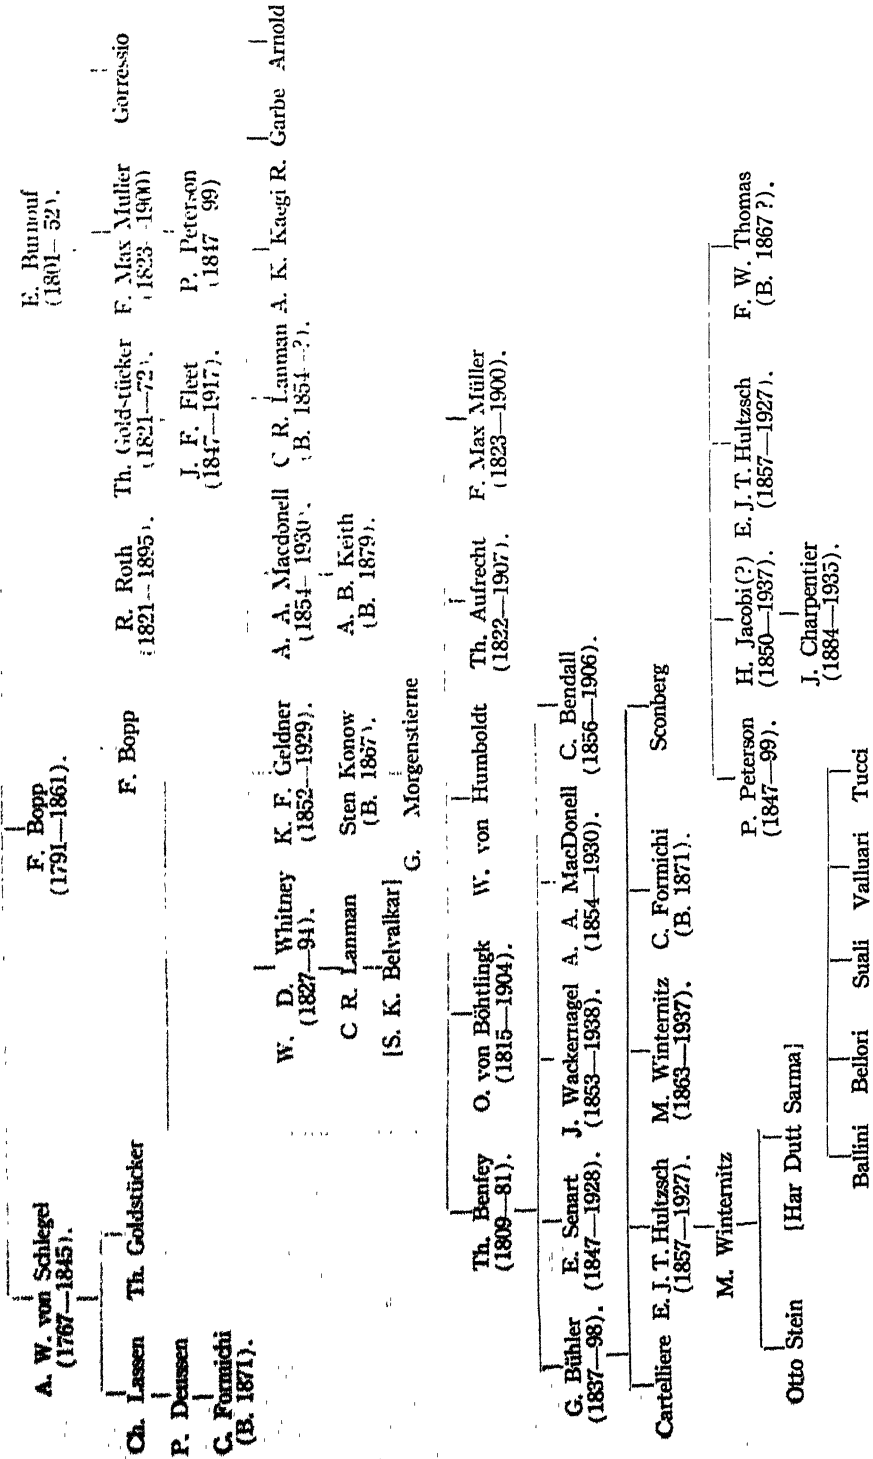 A. W. von Schlegel
(1767—1845).
F. Bopp
(1791—1861).
E. Burnouf
(1801—52).
Ch. Lassen
Th. Goldstücker
F. Bopp
R. Roth
(1821—1895).
Th. Goldstücker
(1821—72).
F. Max Muller
(1823—1900)
Gorressio
P. Deussen
J. F. Fleet
(1847—1917).
P. Peterson
(1847 99)
C. Formichi
(B. 1871).
W. D. Whitney
(1827—94).
K. F. Geldner
(1852—1929).
A. A. Macdonell
(1854—1930).
C R. Lanman
(B. 1854—?).
A. K. Kaegi
R. Garbe
Arnold
C R. Lanman
Sten Konow
(B. 1867).
A. B. Keith
(B. 1879).
[S. K. Belvalkar]
G. Morgenstierne
Th. Benfey
(1809—81).
O. von Böhtlingk
(1815—1904).
W. von Humboldt
Th. Aufrecht
(1822—1907).
F. Max Müller
(1823—1900).
G. Bühler
(1837—98).
E. Senart
(1847—1928).
J. Wackernagel
(1853—1938).
A. A. MacDonell
(1854—1930).
C. Bendall
(1856—1906).
Cartelliere
E. J. T. Hultzsch
(1857—1927).
M. Winternitz
(1863—1937).
C. Formichi
(B. 1871).
Sconberg
M. Winternitz
P. Peterson
(1847—99).
H. Jacobi (?)
(1850—1937).
E. J. T. Hultzsch
(1857—1927).
F. W. Thomas
(B. 1867 ?).
Otto Stein
[Har Dutt Sarma]
J. Charpentier
(1884—1935).
Ballini
Bellori
Suali
Valluari
Tucci